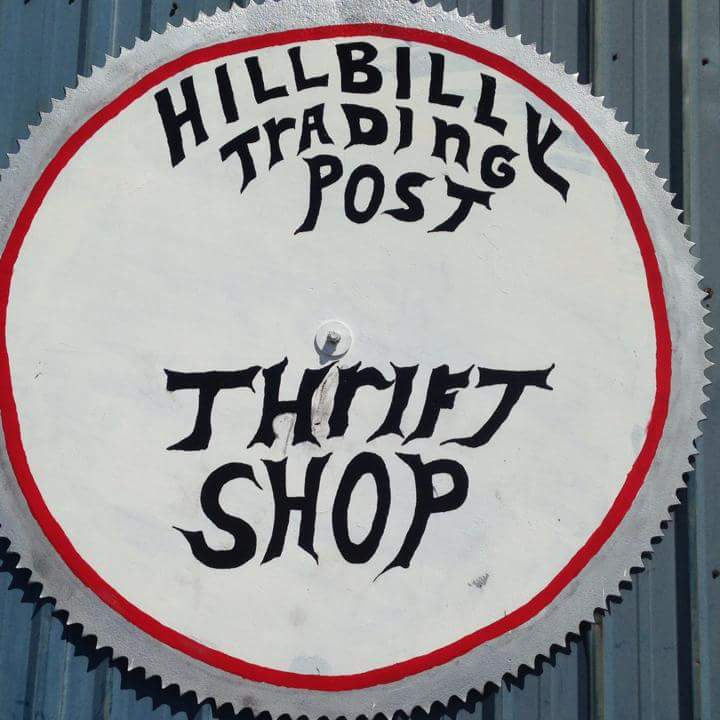 HILLBILLY
TrADInG
POST
THrIFT
SHOP